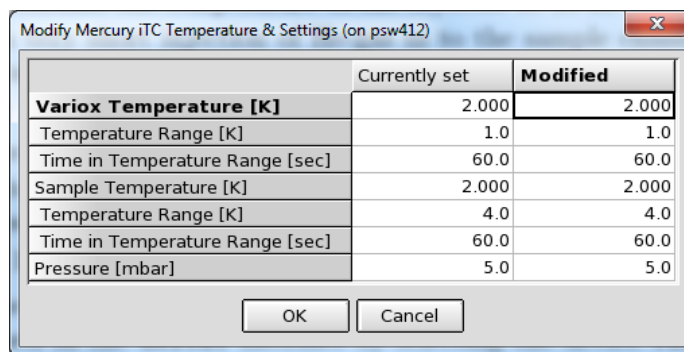 Modify Mercury iTC Temperature & Settings (on psw412)
Currently set Modified
Variox Temperature [K] 2.000 2.000
Temperature Range [K] 1.0 1.0
Time in Temperature Range [sec] 60.0 60.0
Sample Temperature [K] 2.000 2.000
Temperature Range [K] 4.0 4.0
Time in Temperature Range [sec] 60.0 60.0
Pressure [mbar] 5.0 5.0
OK Cancel